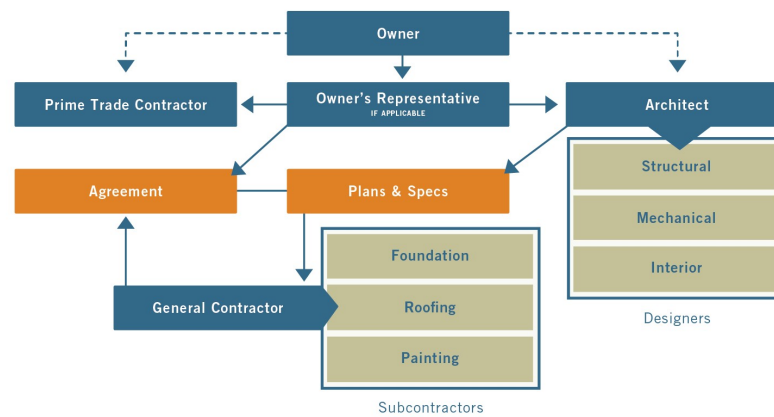 Owner
Prime Trade Contractor
Owner's Representative
IF APPLICABLE
Architect
Agreement
Plans & Specs
Structural
Mechanical
Interior
Designers
Foundation
General Contractor
Roofing
Painting
Subcontractors